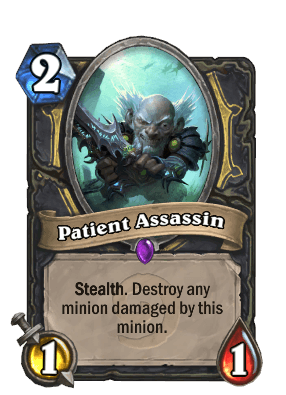 2
Patient Assassin
Stealth. Destroy any
minion damaged by this
minion.
1
1